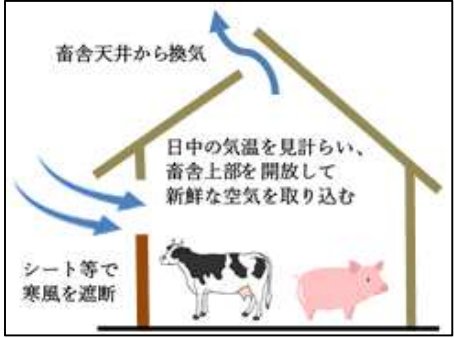 畜舎天井から換気
日中の気温を見計らい、
畜舎上部を開放して
新鮮な空気を取り込む
シート等で
寒風を遮断